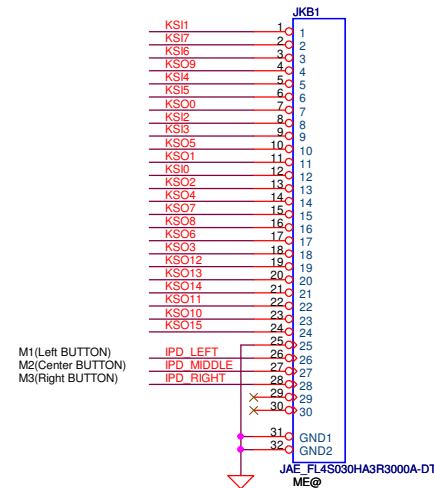 JKB1
KSI1 1 1
KSI7 2 2
KSI6 3 3
KSO9 4 4
KSI4 5 5
KSI5 6 6
KSO0 7 7
KSI2 8 8
KSI3 9 9
KSO5 10 10
KSO1 11 11
KSI0 12 12
KSO2 13 13
KSO4 14 14
KSO7 15 15
KSO8 16 16
KSO6 17 17
KSO3 18 18
KSO12 19 19
KSO13 20 20
KSO14 21 21
KSO11 22 22
KSO10 23 23
KSO15 24 24
25 25
M1(Left BUTTON) IPD_LEFT 26 26
M2(Center BUTTON) IPD_MIDDLE 27 27
M3(Right BUTTON) IPD_RIGHT 28 28
29 29
30 30
31 GND1
32 GND2
JAE_FL4S030HA3R3000A-DT
ME@